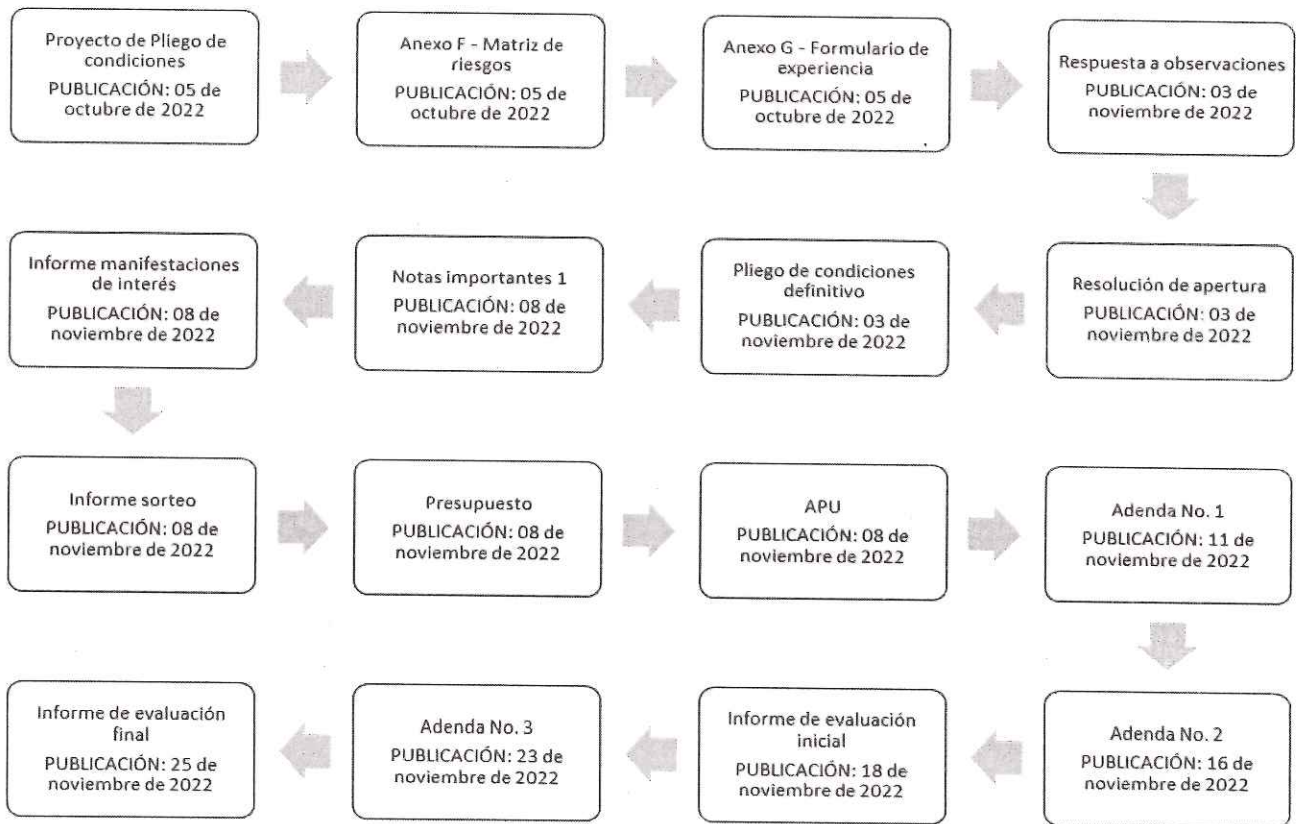 Proyecto de Pliego de
condiciones
PUBLICACIÓN: 05 de
octubre de 2022
Anexo F - Matriz de
riesgos
PUBLICACIÓN: 05 de
octubre de 2022
Anexo G - Formulario de
experiencia
PUBLICACIÓN: 05 de
octubre de 2022
Respuesta a observaciones
PUBLICACIÓN: 03 de
noviembre de 2022
Resolución de apertura
PUBLICACIÓN: 03 de
noviembre de 2022
Pliego de condiciones
definitivo
PUBLICACIÓN: 03 de
noviembre de 2022
Notas importantes 1
PUBLICACIÓN: 08 de
noviembre de 2022
Informe manifestaciones
de interés
PUBLICACIÓN: 08 de
noviembre de 2022
Informe sorteo
PUBLICACIÓN: 08 de
noviembre de 2022
Presupuesto
PUBLICACIÓN: 08 de
noviembre de 2022
APU
PUBLICACIÓN: 08 de
noviembre de 2022
Adenda No. 1
PUBLICACIÓN: 11 de
noviembre de 2022
Adenda No. 2
PUBLICACIÓN: 16 de
noviembre de 2022
Informe de evaluación
inicial
PUBLICACIÓN: 18 de
noviembre de 2022
Adenda No. 3
PUBLICACIÓN: 23 de
noviembre de 2022
Informe de evaluación
final
PUBLICACIÓN: 25 de
noviembre de 2022